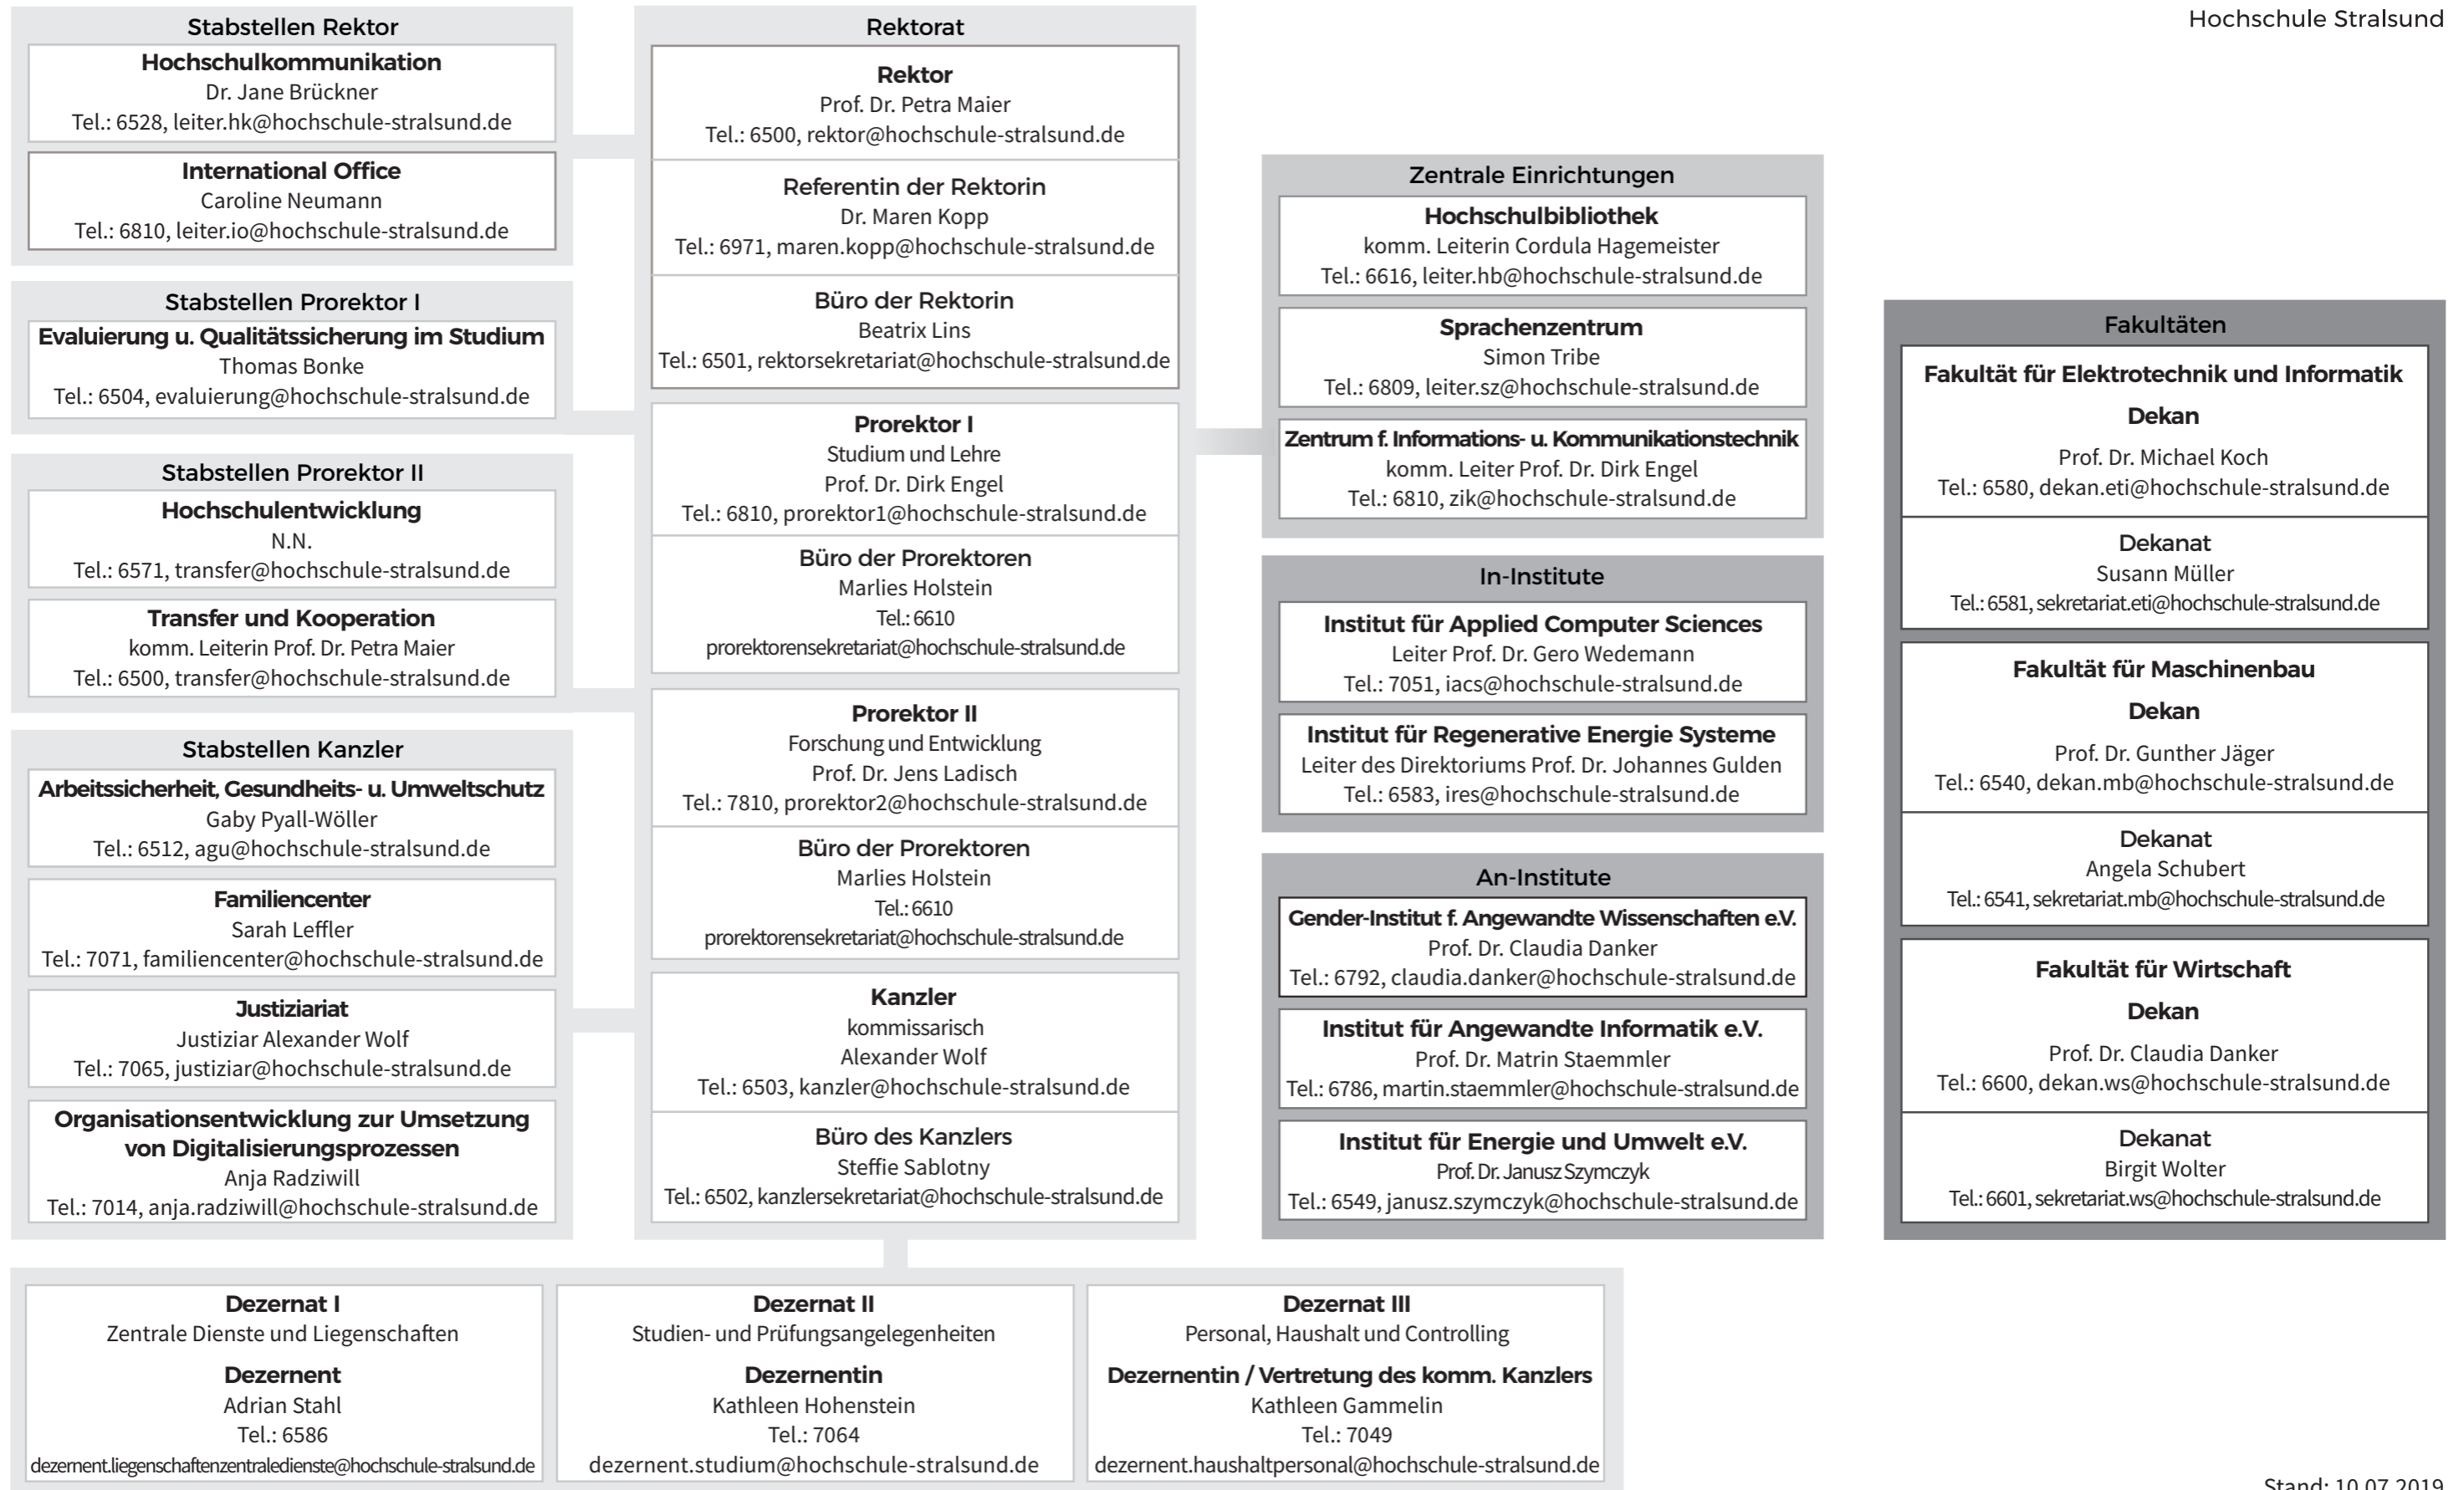 Hochschule Stralsund
Stabstellen Rektor
Hochschulkommunikation
Dr. Jane Brückner
Tel.: 6528, leiter.hk@hochschule-stralsund.de
International Office
Caroline Neumann
Tel.: 6810, leiter.io@hochschule-stralsund.de
Stabstellen Prorektor I
Evaluierung u. Qualitätssicherung im Studium
Thomas Bonke
Tel.: 6504, evaluierung@hochschule-stralsund.de
Stabstellen Prorektor II
Hochschulentwicklung
N.N.
Tel.: 6571, transfer@hochschule-stralsund.de
Transfer und Kooperation
komm. Leiterin Prof. Dr. Petra Maier
Tel.: 6500, transfer@hochschule-stralsund.de
Stabstellen Kanzler
Arbeitssicherheit, Gesundheits- u. Umweltschutz
Gaby Pyall-Wöller
Tel.: 6512, agu@hochschule-stralsund.de
Familiencenter
Sarah Leffler
Tel.: 7071, familiencenter@hochschule-stralsund.de
Justiziariat
Justiziar Alexander Wolf
Tel.: 7065, justiziar@hochschule-stralsund.de
Organisationsentwicklung zur Umsetzung
von Digitalisierungsprozessen
Anja Radziwill
Tel.: 7014, anja.radziwill@hochschule-stralsund.de
Rektorat
Rektor
Prof. Dr. Petra Maier
Tel.: 6500, rektor@hochschule-stralsund.de
Referentin der Rektorin
Dr. Maren Kopp
Tel.: 6971, maren.kopp@hochschule-stralsund.de
Büro der Rektorin
Beatrix Lins
Tel.: 6501, rektorsekretariat@hochschule-stralsund.de
Prorektor I
Studium und Lehre
Prof. Dr. Dirk Engel
Tel.: 6810, prorektor1@hochschule-stralsund.de
Büro der Prorektoren
Marlies Holstein
Tel.: 6610
prorektorensekretariat@hochschule-stralsund.de
Prorektor II
Forschung und Entwicklung
Prof. Dr. Jens Ladisch
Tel.: 7810, prorektor2@hochschule-stralsund.de
Büro der Prorektoren
Marlies Holstein
Tel.: 6610
prorektorensekretariat@hochschule-stralsund.de
Kanzler
kommissarisch
Alexander Wolf
Tel.: 6503, kanzler@hochschule-stralsund.de
Büro des Kanzlers
Steffie Sablotny
Tel.: 6502, kanzlersekretariat@hochschule-stralsund.de
Zentrale Einrichtungen
Hochschulbibliothek
komm. Leiterin Cordula Hagemeister
Tel.: 6616, leiter.hb@hochschule-stralsund.de
Sprachenzentrum
Simon Tribe
Tel.: 6809, leiter.sz@hochschule-stralsund.de
Zentrum f. Informations- u. Kommunikationstechnik
komm. Leiter Prof. Dr. Dirk Engel
Tel.: 6810, zik@hochschule-stralsund.de
In-Institute
Institut für Applied Computer Sciences
Leiter Prof. Dr. Gero Wedemann
Tel.: 7051, iacs@hochschule-stralsund.de
Institut für Regenerative Energie Systeme
Leiter des Direktoriums Prof. Dr. Johannes Gulden
Tel.: 6583, ires@hochschule-stralsund.de
An-Institute
Gender-Institut f. Angewandte Wissenschaften e.V.
Prof. Dr. Claudia Danker
Tel.: 6792, claudia.danker@hochschule-stralsund.de
Institut für Angewandte Informatik e.V.
Prof. Dr. Matrin Staemmler
Tel.: 6786, martin.staemmler@hochschule-stralsund.de
Institut für Energie und Umwelt e.V.
Prof. Dr. Janusz Szymczyk
Tel.: 6549, janusz.szymczyk@hochschule-stralsund.de
Fakultäten
Fakultät für Elektrotechnik und Informatik
Dekan
Prof. Dr. Michael Koch
Tel.: 6580, dekan.eti@hochschule-stralsund.de
Dekanat
Susann Müller
Tel.: 6581, sekretariat.eti@hochschule-stralsund.de
Fakultät für Maschinenbau
Dekan
Prof. Dr. Gunther Jäger
Tel.: 6540, dekan.mb@hochschule-stralsund.de
Dekanat
Angela Schubert
Tel.: 6541, sekretariat.mb@hochschule-stralsund.de
Fakultät für Wirtschaft
Dekan
Prof. Dr. Claudia Danker
Tel.: 6600, dekan.ws@hochschule-stralsund.de
Dekanat
Birgit Wolter
Tel.: 6601, sekretariat.ws@hochschule-stralsund.de
Dezernat I
Zentrale Dienste und Liegenschaften
Dezernent
Adrian Stahl
Tel.: 6586
dezernent.liegenschaftenzentraledienste@hochschule-stralsund.de
Dezernat II
Studien- und Prüfungsangelegenheiten
Dezernentin
Kathleen Hohenstein
Tel.: 7064
dezernent.studium@hochschule-stralsund.de
Dezernat III
Personal, Haushalt und Controlling
Dezernentin / Vertretung des komm. Kanzlers
Kathleen Gammelin
Tel.: 7049
dezernent.haushaltpersonal@hochschule-stralsund.de
Stand: 10.07.2019